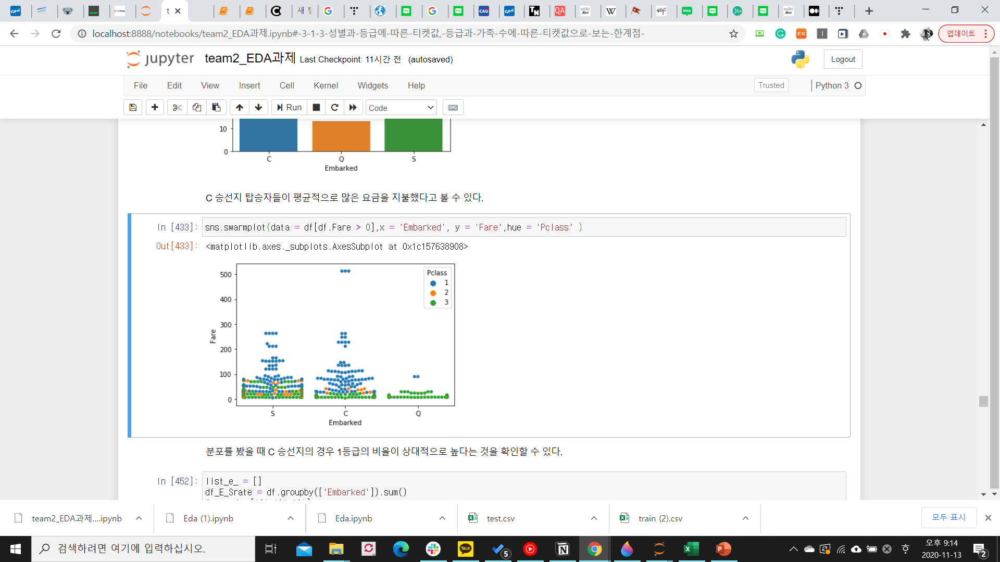 t
새 탭
localhost:8888/notebooks/team2_EDA과제.ipynb#-3-1-3-성별과-등급에-따른-티켓값,-등급과-가족-수에-따른-티켓값으로-보는-한계점-
업데이트
jupyter team2_EDA과제 Last Checkpoint: 11시간 전 (autosaved)
Logout
File Edit View Insert Cell Kernel Widgets Help
Trusted
Python 3
Run
Code
10
0
C Q S
Embarked
C 승선지 탑승자들이 평균적으로 많은 요금을 지불했다고 볼 수 있다.
In [433]: sns.swarmplot(data = df[df.Fare > 0],x = 'Embarked', y = 'Fare',hue = 'Pclass' )
Out[433]: <matplotlib.axes._subplots.AxesSubplot at 0x1c157638908>
Pclass
1
2
3
500
400
300
200
100
0
Fare
S C Q
Embarked
분포를 봤을 때 C 승선지의 경우 1등급의 비율이 상대적으로 높다는 것을 확인할 수 있다.
In [452]: list_e_ = []
df_E_Srate = df.groupby(['Embarked']).sum()
team2_EDA과제....ipynb
Eda (1).ipynb
Eda.ipynb
test.csv
train (2).csv
모두 표시
검색하려면 여기에 입력하십시오.
TALK
5
오후 9:14
2020-11-13
2